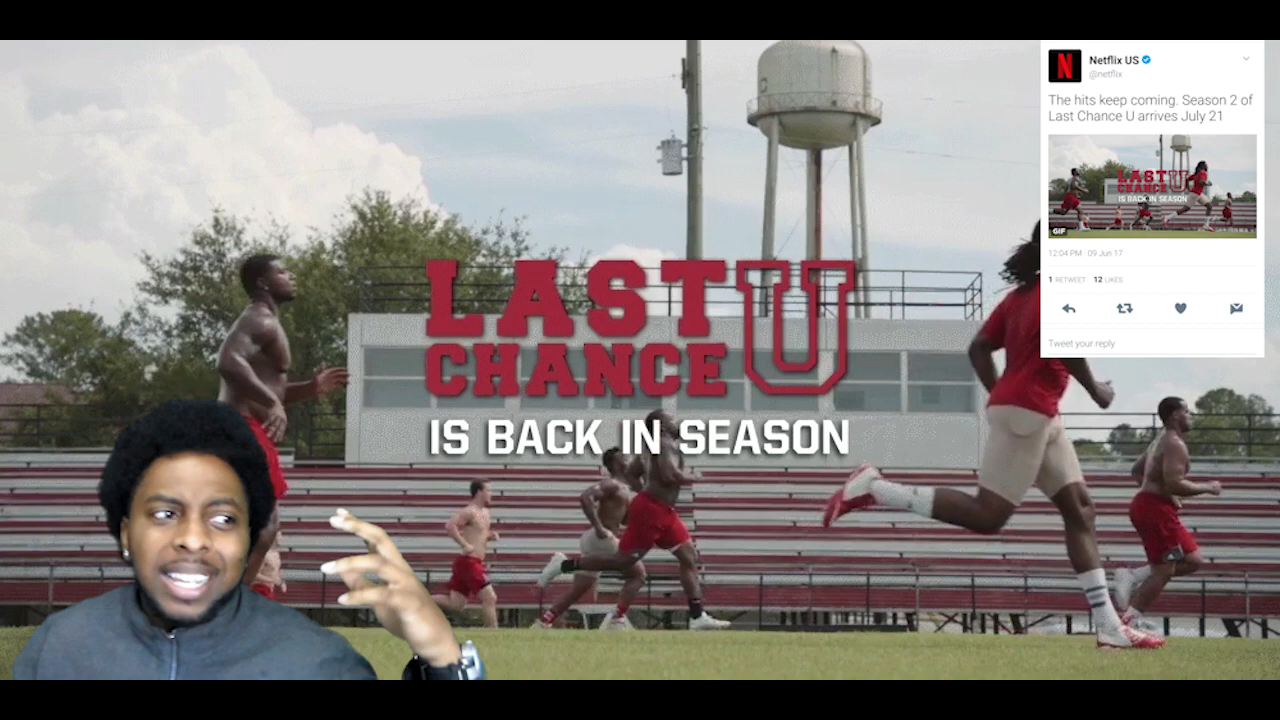 LAST U
CHANCE
IS BACK IN SEASON
N
Netflix US
@netflix
The hits keep coming. Season 2 of
Last Chance U arrives July 21
LAST U
CHANCE
IS BACK IN SEASON
GIF
12:04 PM - 09 Jun 17
1 RETWEET 12 LIKES
Tweet your reply